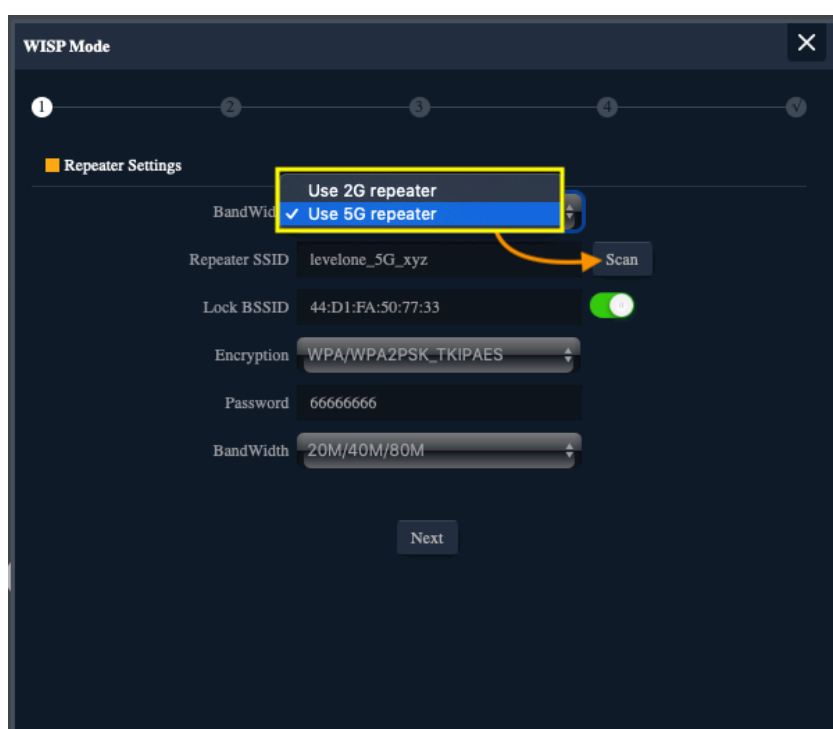 WISP Mode
1 2 3 4 √
Repeater Settings
Use 2G repeater
BandWid ✓ Use 5G repeater
Repeater SSID levelone_5G_xyz Scan
Lock BSSID 44:D1:FA:50:77:33
Encryption WPA/WPA2PSK_TKIPAES
Password 66666666
BandWidth 20M/40M/80M
Next